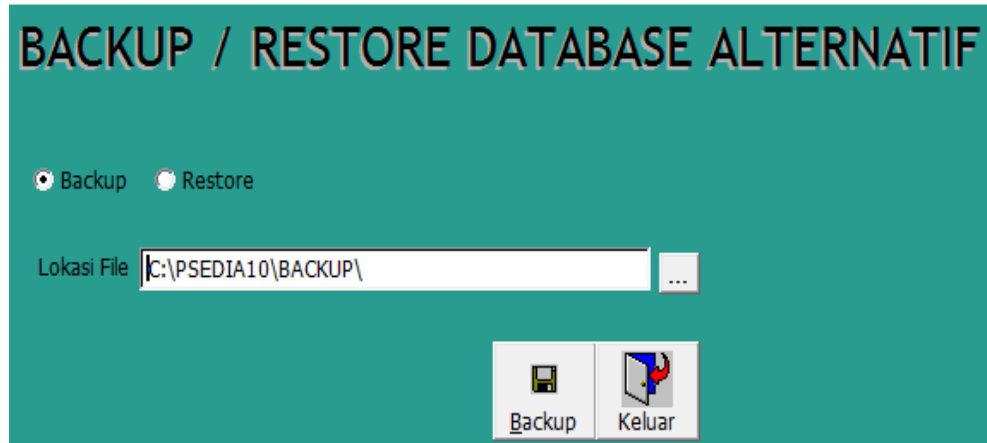 BACKUP / RESTORE DATABASE ALTERNATIF
Backup Restore
Lokasi File C:\PSEDIA10\BACKUP\ ...
Backup Keluar